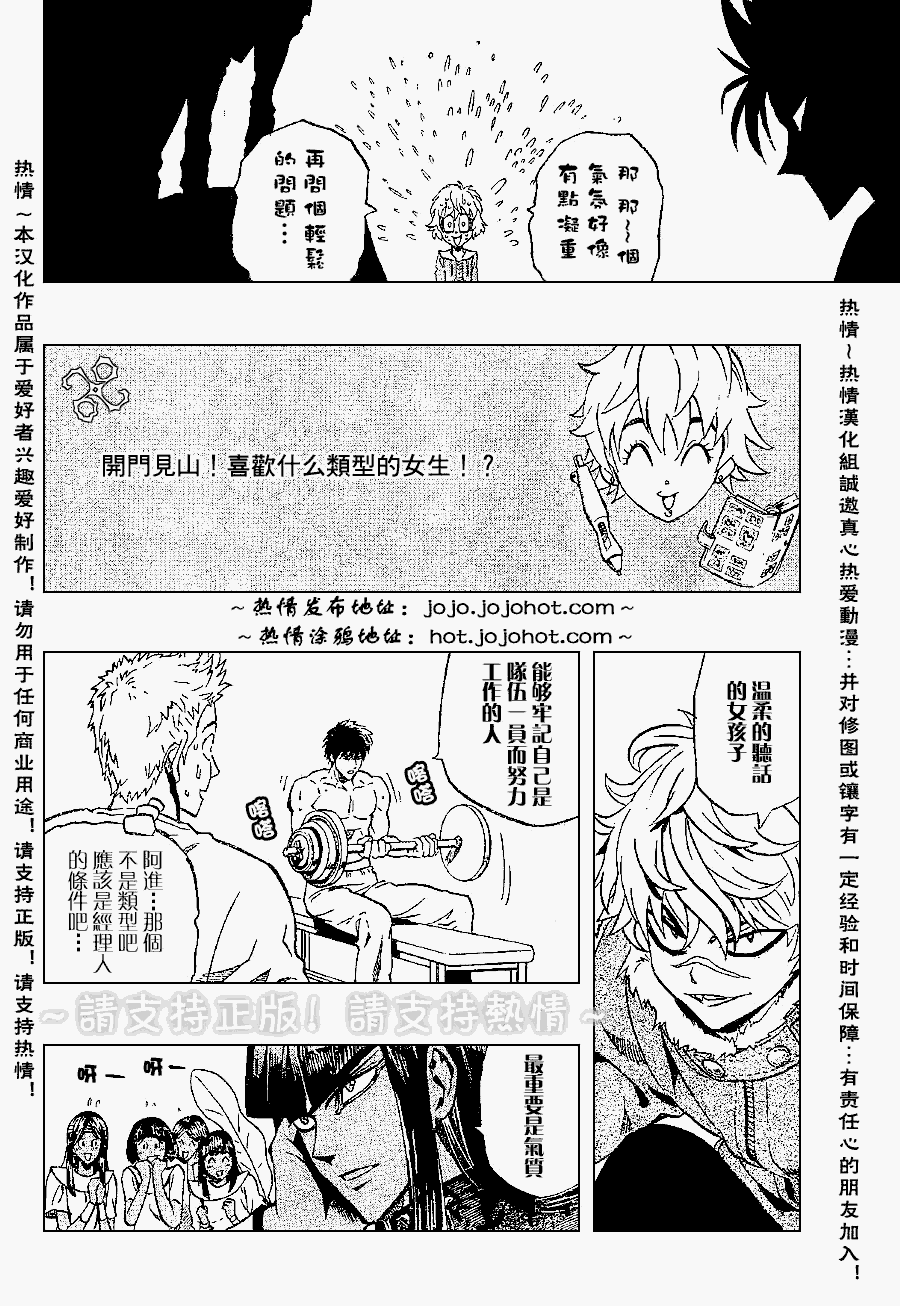 那～個
那
氣氛好像
有點凝重
再問個輕鬆
的問題…
開門見山！喜歡什么類型的女生！？
～热情发布地址：jojo.jojohot.com～
～热情涂鸦地址：hot.jojohot.com～
温柔的聽話
的女孩子
能够牢記自己是
隊伍一員而努力
工作的人
喀
喀
喀
喀
阿進…那個
不是類型吧
應該是經理人
的條件吧…
～請支持正版！請支持熱情～
最重要是氣質
呀—
呀—
热情～热情漢化組誠邀真心热爱動漫…并对修图或镶字有一定经验和时间保障…有责任心的朋友加入！
热情～本汉化作品属于爱好者兴趣爱好制作！请勿用于任何商业用途！请支持正版！请支持热情！